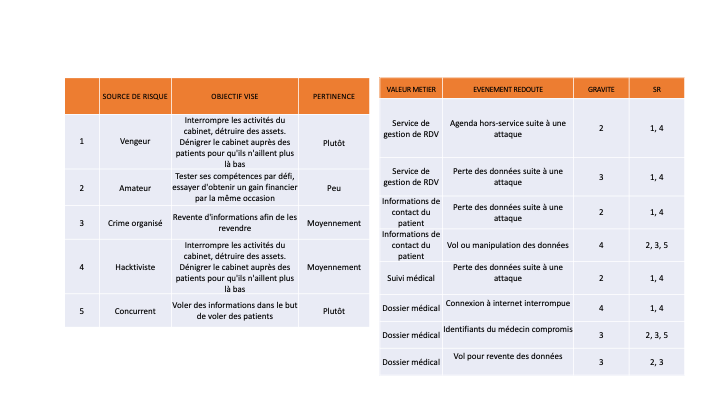 SOURCE DE RISQUE
OBJECTIF VISE
PERTINENCE
1
Vengeur
Interrompre les activités du
cabinet, détruire des assets.
Dénigrer le cabinet auprès des
patients pour qu'ils n'aillent plus
là bas
Plutôt
2
Amateur
Tester ses compétences par défi,
essayer d'obtenir un gain financier
par la même occasion
Peu
3
Crime organisé
Revente d'informations afin de les
revendre
Moyennement
4
Hacktiviste
Interrompre les activités du
cabinet, détruire des assets.
Dénigrer le cabinet auprès des
patients pour qu'ils n'aillent plus
là bas
Moyennement
5
Concurrent
Voler des informations dans le but
de voler des patients
Plutôt
VALEUR METIER
EVENEMENT REDOUTE
GRAVITE
SR
Service de
gestion de RDV
Agenda hors-service suite à une
attaque
2
1, 4
Service de
gestion de RDV
Perte des données suite à une
attaque
3
1, 4
Informations de
contact du
patient
Perte des données suite à une
attaque
2
1, 4
Informations de
contact du
patient
Vol ou manipulation des données
4
2, 3, 5
Suivi médical
Perte des données suite à une
attaque
2
1, 4
Dossier médical
Connexion à internet interrompue
4
1, 4
Dossier médical
Identifiants du médecin compromis
3
2, 3, 5
Dossier médical
Vol pour revente des données
3
2, 3